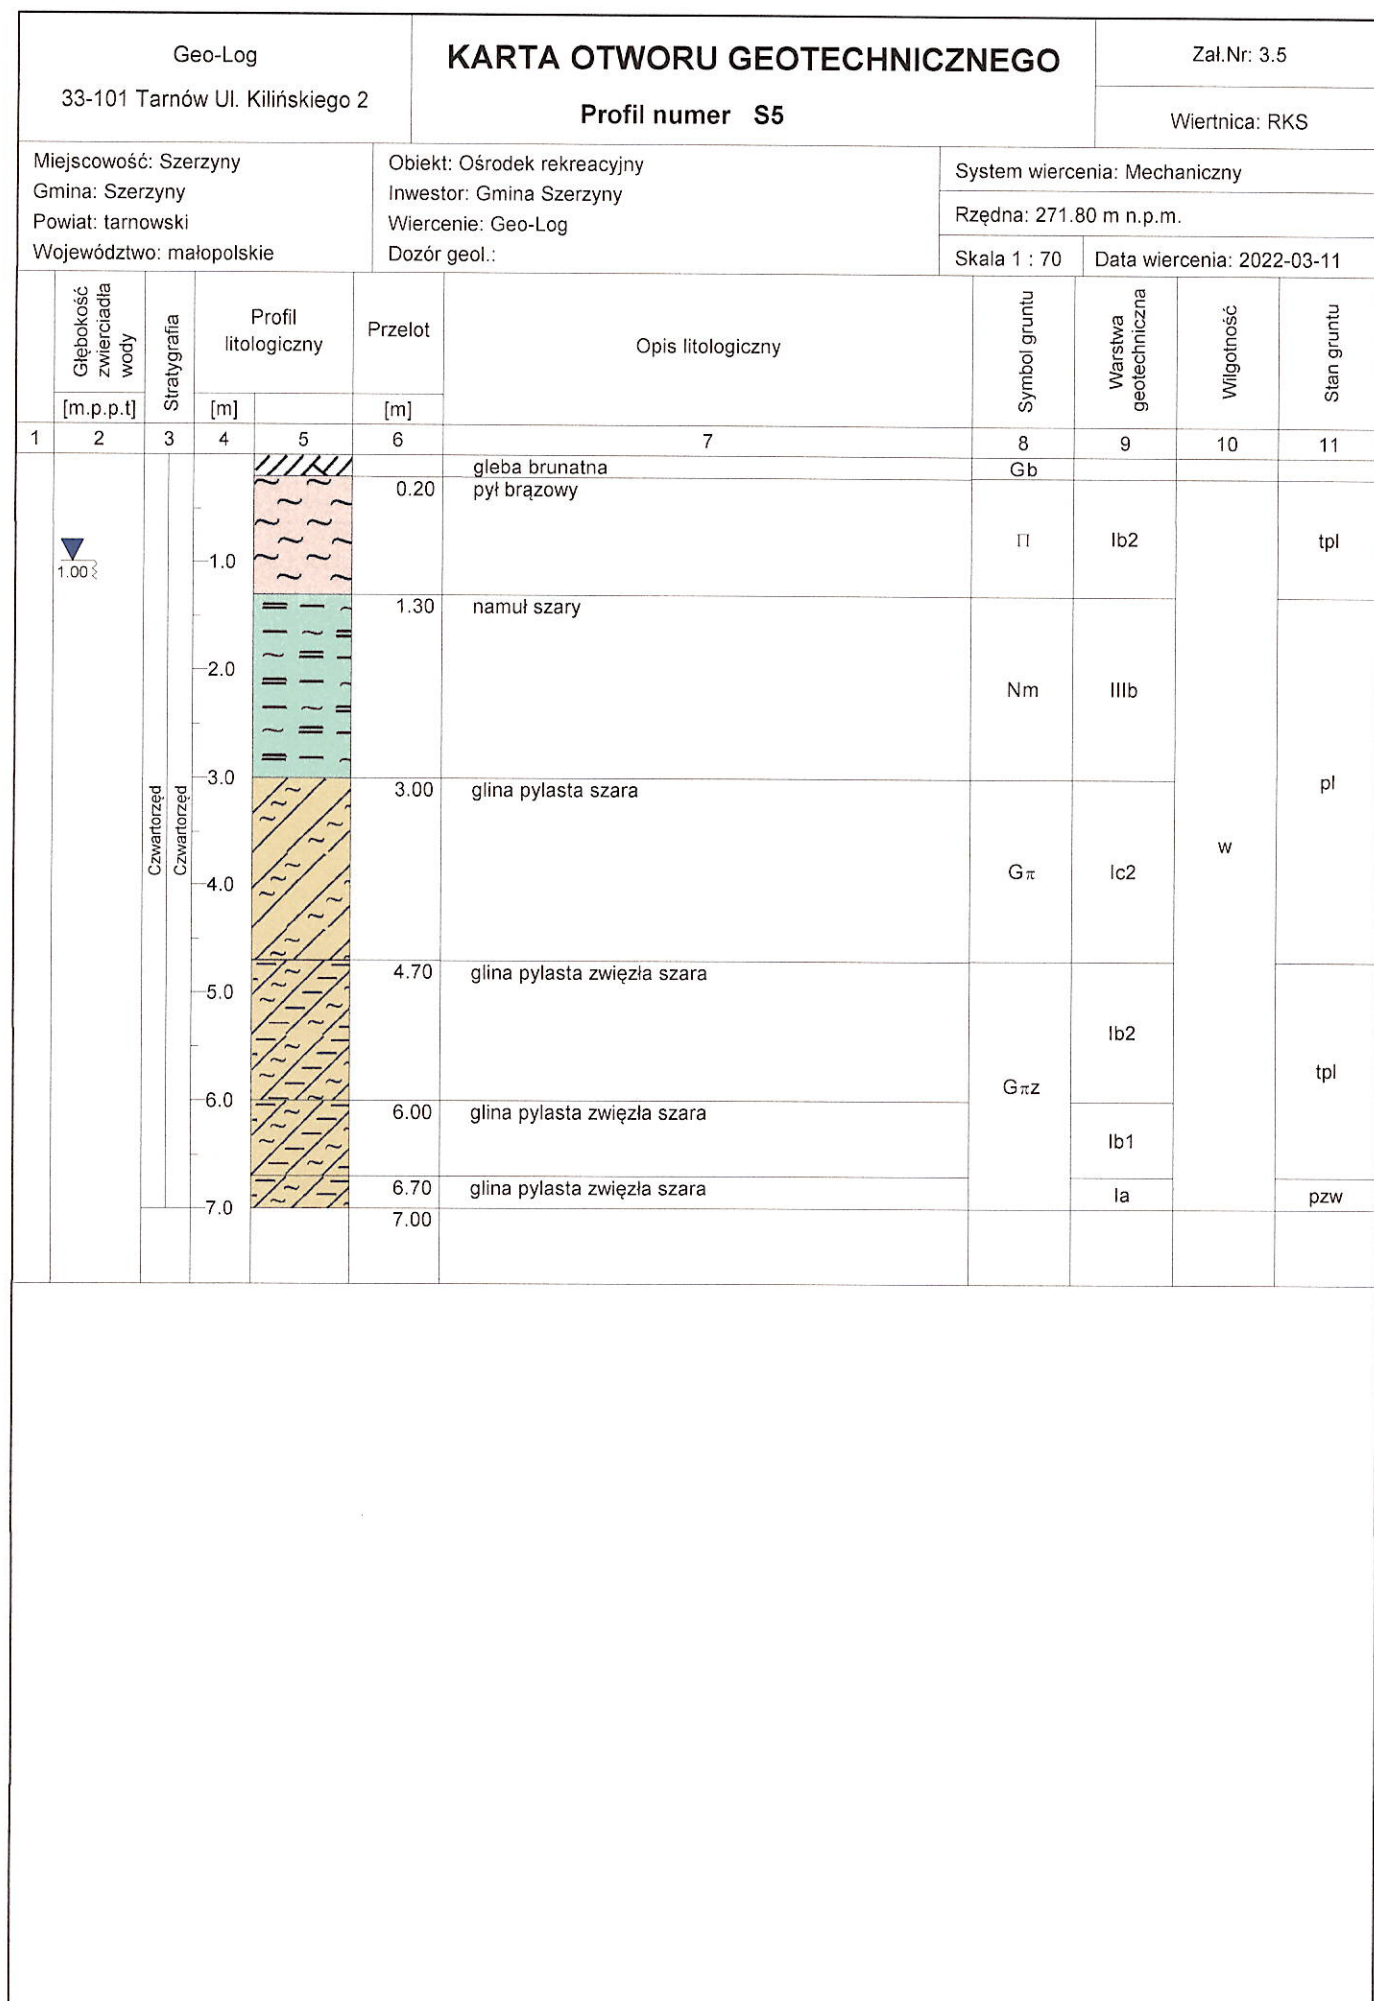 Geo-Log
33-101 Tarnów Ul. Kilińskiego 2
KARTA OTWORU GEOTECHNICZNEGO
Profil numer S5
Zał.Nr: 3.5
Wiertnica: RKS
Miejscowość: Szerzyny
Gmina: Szerzyny
Powiat: tarnowski
Województwo: małopolskie
Obiekt: Ośrodek rekreacyjny
Inwestor: Gmina Szerzyny
Wiercenie: Geo-Log
Dozór geol.:
System wiercenia: Mechaniczny
Rzędna: 271.80 m n.p.m.
Skala 1 : 70
Data wiercenia: 2022-03-11
Głębokość
zwierciadła
wody
[m.p.p.t]
Stratygrafia
Profil
litologiczny
[m]
Przelot
[m]
Opis litologiczny
Symbol gruntu
Warstwa
geotechniczna
Wilgotność
Stan gruntu
1 2 3 4 5 6 7 8 9 10 11
gleba brunatna Gb
0.20 pył brązowy
1.00
1.0
Π Ib2 tpl
1.30 namuł szary
2.0
Nm IIIb
3.0
3.00 glina pylasta szara
pl
Czwartorzęd
Czwartorzęd
w
4.0
Gπ Ic2
4.70 glina pylasta zwięzła szara
5.0
Ib2
Gπz
tpl
6.0
6.00 glina pylasta zwięzła szara
Ib1
6.70 glina pylasta zwięzła szara
Ia pzw
7.0
7.00